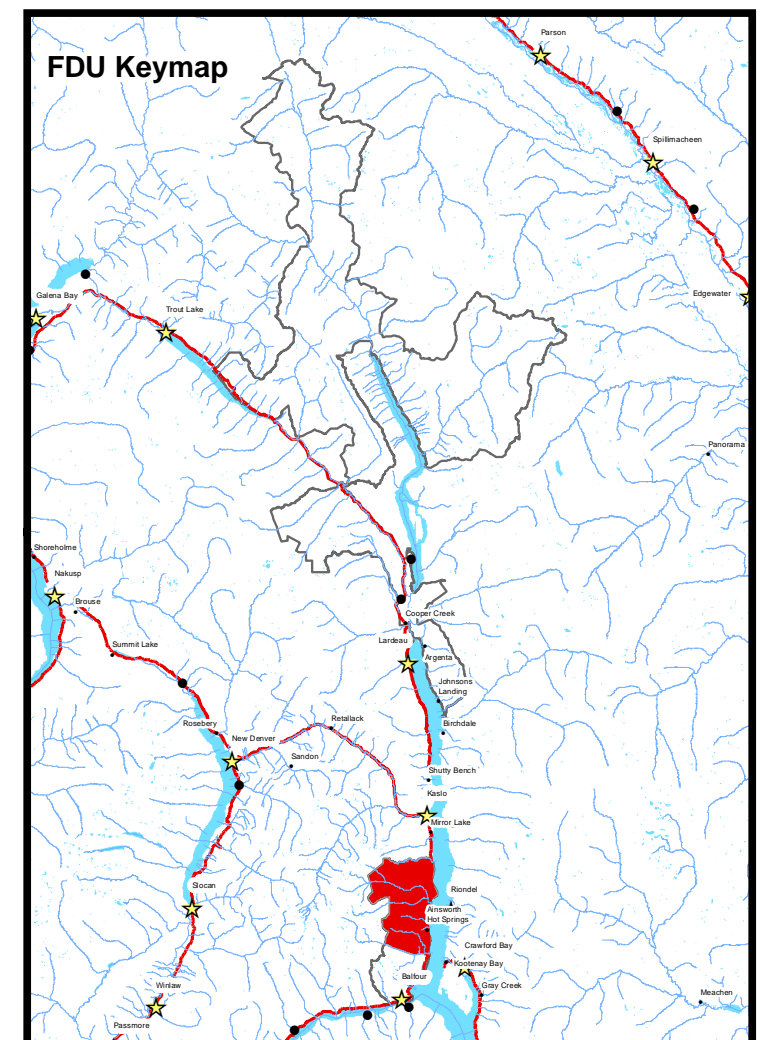 Parson
FDU Keymap
Spillimacheen
Edgewater
Galena Bay
Trout Lake
Panorama
Shoreholme
Nakusp
Brouse
Cooper Creek
Summit Lake
Lardeau
Argenta
Johnsons
Landing
Retallack
Rosebery
Birchdale
New Denver
Sandon
Shutty Bench
Kaslo
Mirror Lake
Slocan
Riondel
Ainsworth
Hot Springs
Crawford Bay
Kootenay Bay
Balfour
Gray Creek
Winlaw
Meachen
Passmore